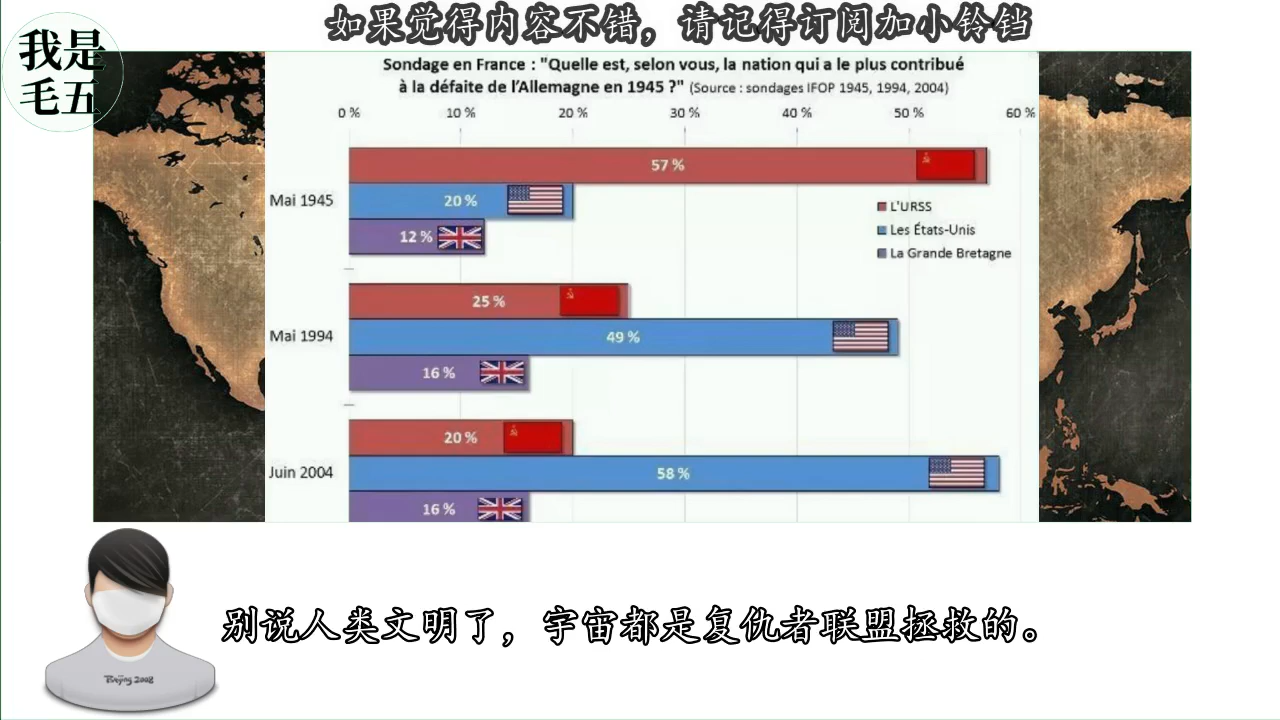 如果觉得内容不错，请记得订阅加小铃铛
我是
毛五
Sondage en France : "Quelle est, selon vous, la nation qui a le plus contribué
à la défaite de l’Allemagne en 1945 ?" (Source : sondages IFOP 1945, 1994, 2004)
0 % 10 % 20 % 30 % 40 % 50 % 60 %
57 %
Mai 1945 20 %
12 %
L'URSS
Les États-Unis
La Grande Bretagne
25 %
Mai 1994 49 %
16 %
20 %
Juin 2004 58 %
16 %
别说人类文明了，宇宙都是复仇者联盟拯救的。
Beijing 2008